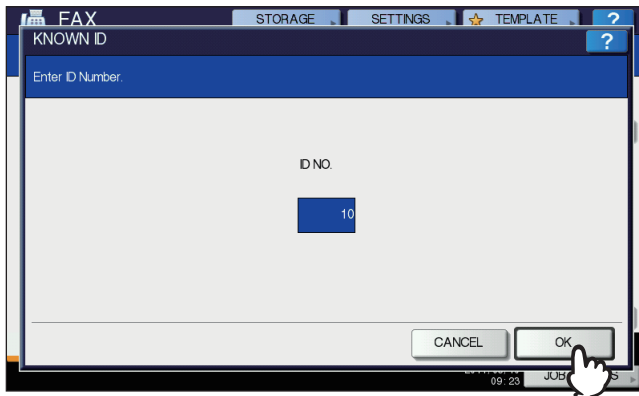 FAX STORAGE SETTINGS TEMPLATE ?
KNOWN ID ?
Enter ID Number.
ID NO.
10
CANCEL OK
09:23 JOB